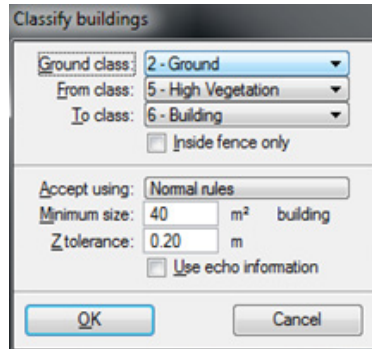 Classify buildings
Ground class: 2 - Ground
From class: 5 - High Vegetation
To class: 6 - Building
Inside fence only
Accept using: Normal rules
Minimum size: 40 m² building
Z tolerance: 0.20 m
Use echo information
OK Cancel